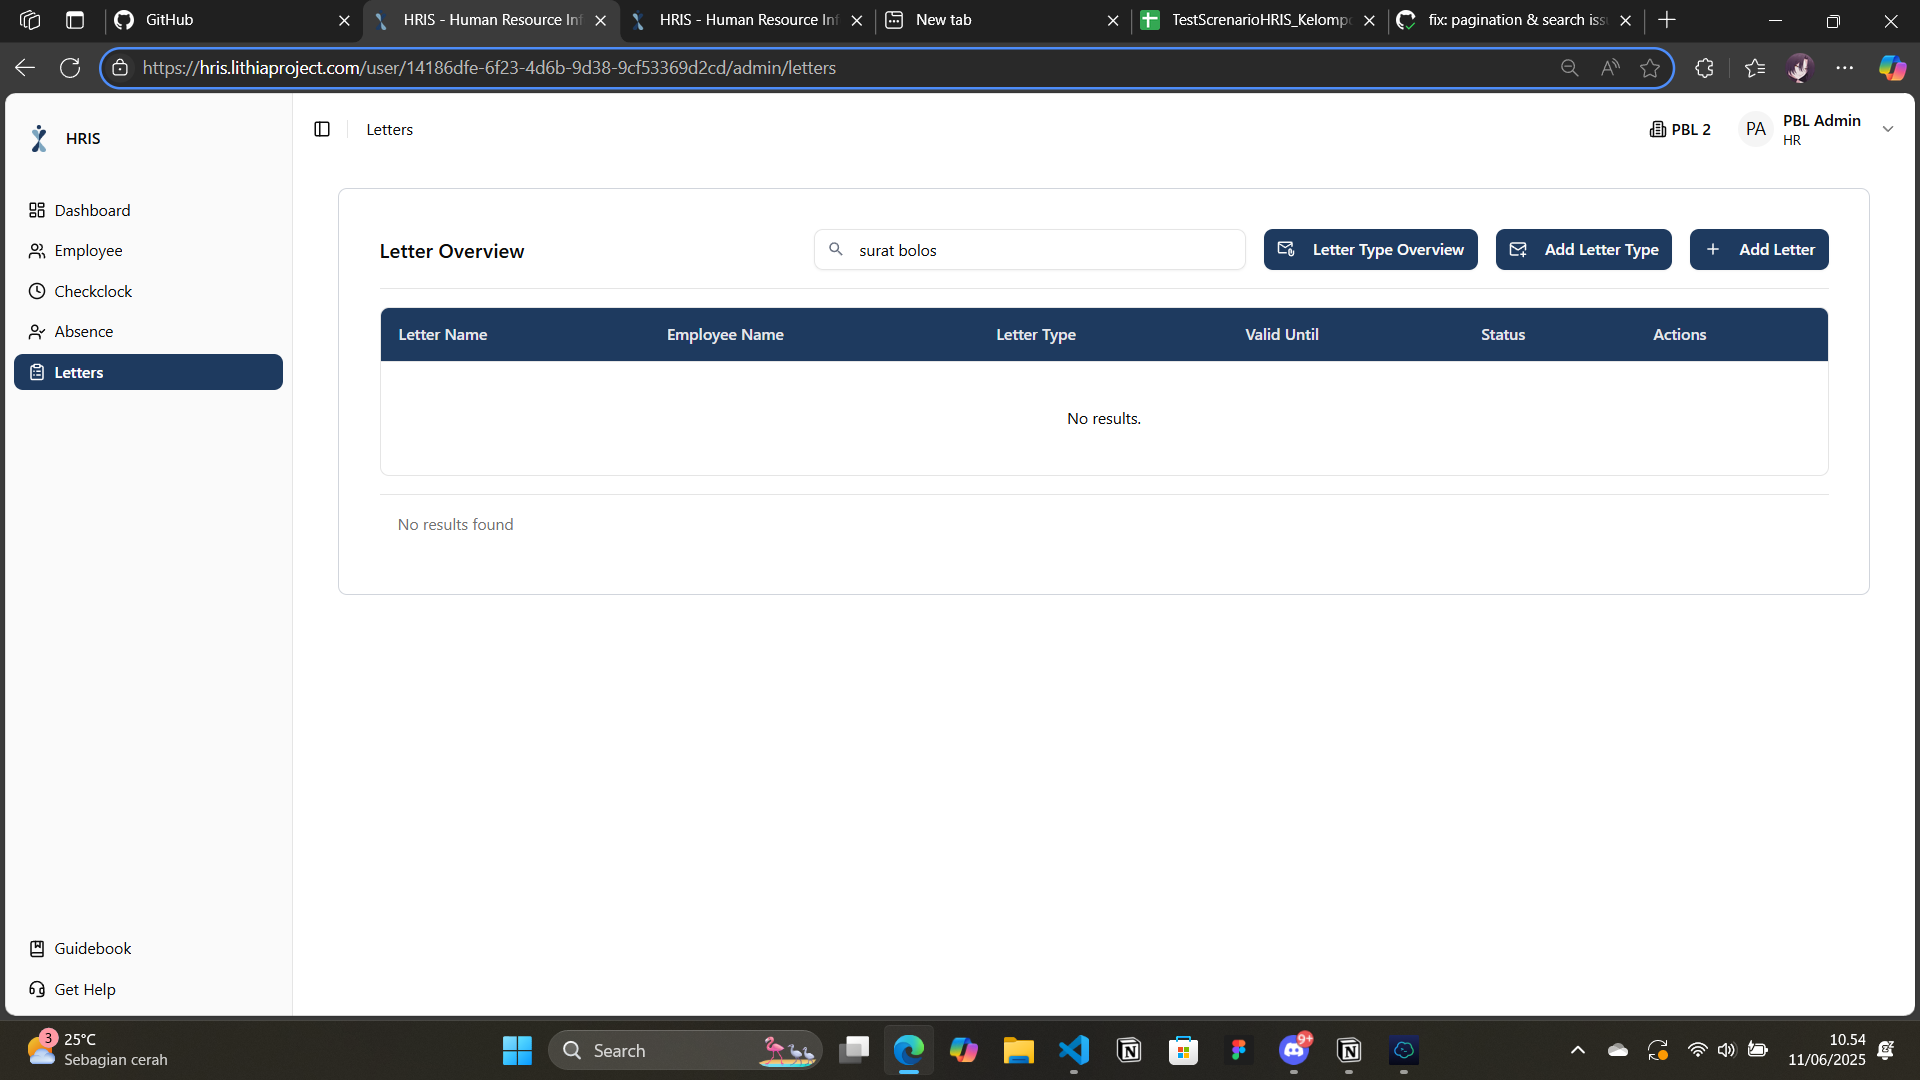 GitHub
HRIS - Human Resource Inf
HRIS - Human Resource Inf
New tab
TestScrenarioHRIS_Kelomp
fix: pagination & search iss
https://hris.lithiaproject.com/user/14186dfe-6f23-4d6b-9d38-9cf53369d2cd/admin/letters
HRIS
Letters
PBL 2
PA
PBL Admin
HR
Dashboard
Employee
Checkclock
Absence
Letters
Guidebook
Get Help
Letter Overview
surat bolos
Letter Type Overview
Add Letter Type
Add Letter
Letter Name Employee Name Letter Type Valid Until Status Actions
No results.
No results found
3
25°C
Sebagian cerah
Search
9+
10.54
11/06/2025